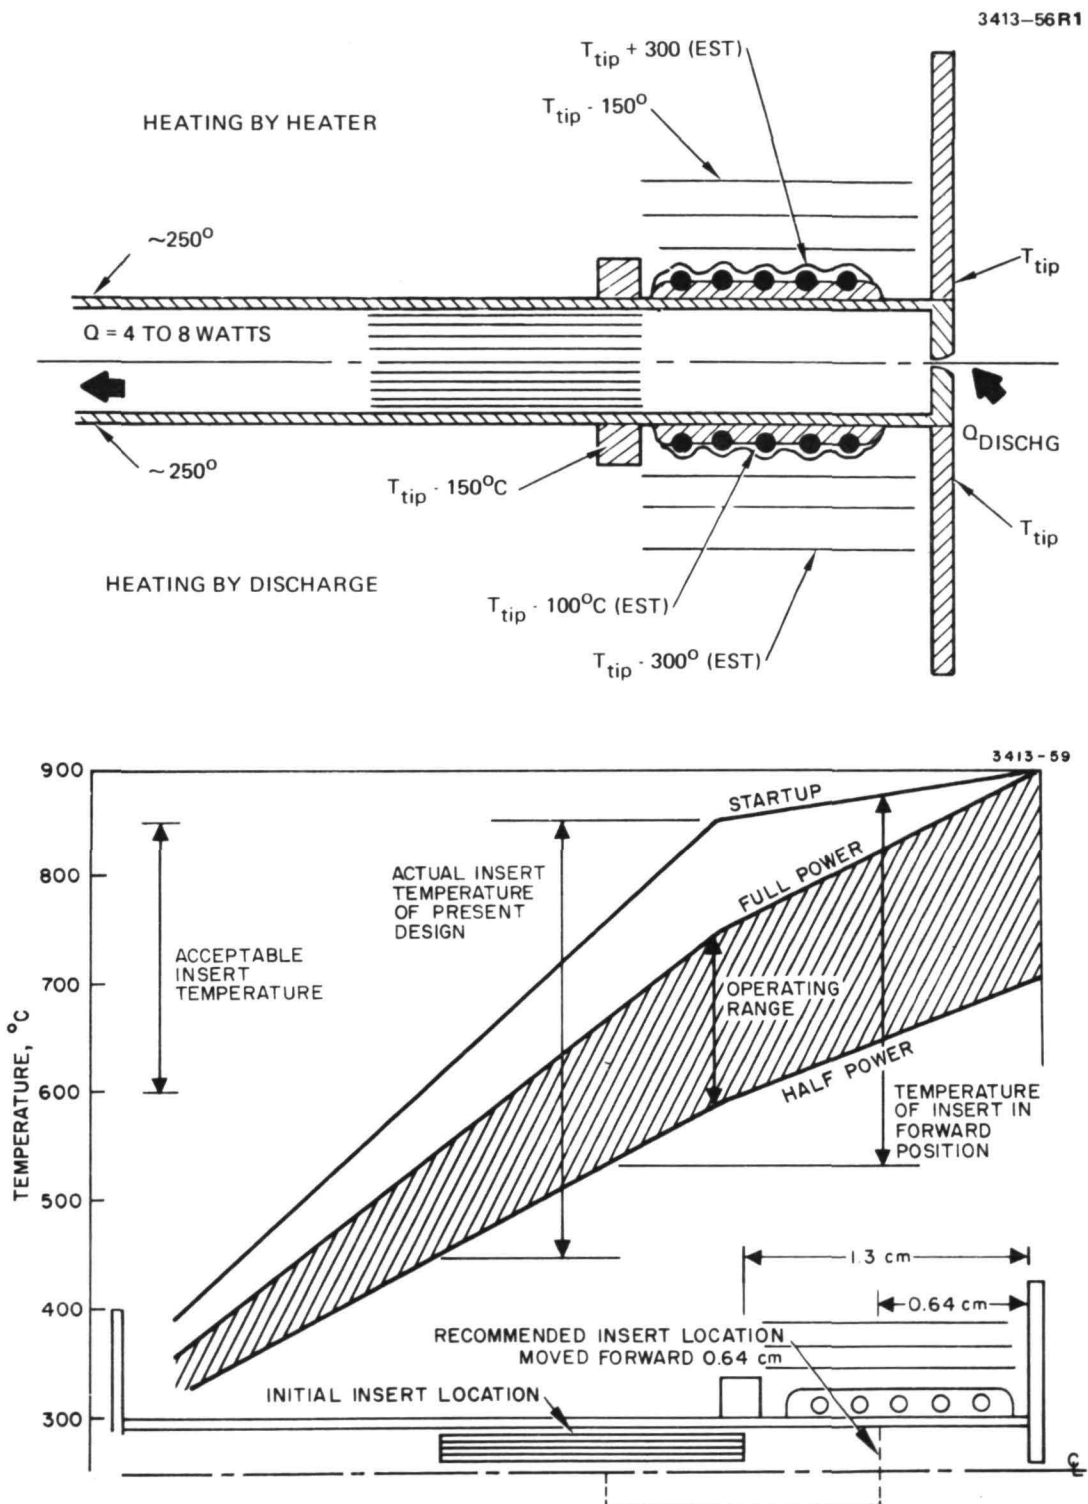 3413-56R1
T_tip + 300 (EST)
T_tip - 150°
HEATING BY HEATER
~250°
T_tip
Q = 4 TO 8 WATTS
Q_DISCHG
~250°
T_tip - 150°C
T_tip
HEATING BY DISCHARGE
T_tip - 100°C (EST)
T_tip - 300° (EST)
3413-59
900
STARTUP
800
ACTUAL INSERT
TEMPERATURE
OF PRESENT
DESIGN
FULL POWER
ACCEPTABLE
INSERT
TEMPERATURE
700
OPERATING
RANGE
TEMPERATURE, °C
600
HALF POWER
TEMPERATURE
OF INSERT IN
FORWARD
POSITION
500
1.3 cm
400
0.64 cm
RECOMMENDED INSERT LOCATION
MOVED FORWARD 0.64 cm
INITIAL INSERT LOCATION
300
℄